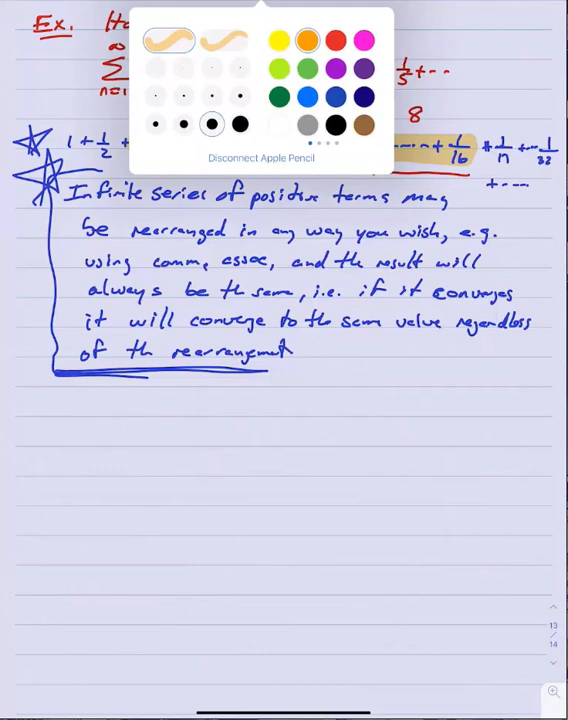 Ex. Ha
∞
∑ 1/5 + ...
n=1
8
1 + 1/2 + ... + 1/16 + 1/17 + ... 1/32
+ ....
Disconnect Apple Pencil
Infinite series of positive terms may
be rearranged in any way you wish, e.g.
using comm, assoc, and the result will
always be the same, i.e. if it converges
it will converge to the same value regardless
of the rearrangement
13
/
14